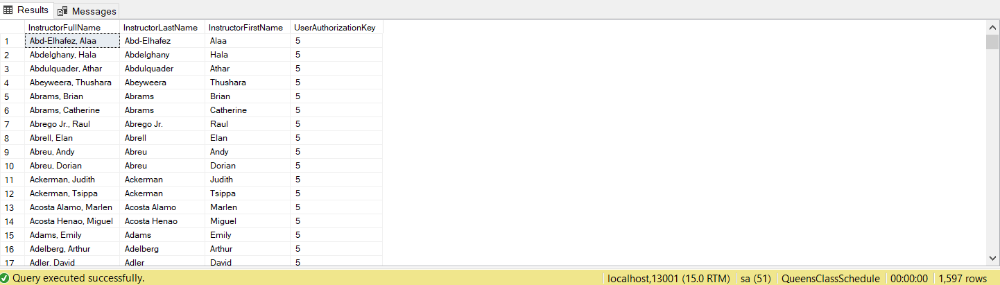 Results Messages
InstructorFullName InstructorLastName InstructorFirstName UserAuthorizationKey
1 Abd-Elhafez, Alaa Abd-Elhafez Alaa 5
2 Abdelghany, Hala Abdelghany Hala 5
3 Abdulquader, Athar Abdulquader Athar 5
4 Abeyweera, Thushara Abeyweera Thushara 5
5 Abrams, Brian Abrams Brian 5
6 Abrams, Catherine Abrams Catherine 5
7 Abrego Jr., Raul Abrego Jr. Raul 5
8 Abrell, Elan Abrell Elan 5
9 Abreu, Andy Abreu Andy 5
10 Abreu, Dorian Abreu Dorian 5
11 Ackerman, Judith Ackerman Judith 5
12 Ackerman, Tsippa Ackerman Tsippa 5
13 Acosta Alamo, Marlen Acosta Alamo Marlen 5
14 Acosta Henao, Miguel Acosta Henao Miguel 5
15 Adams, Emily Adams Emily 5
16 Adelberg, Arthur Adelberg Arthur 5
17 Adler, David Adler David 5
Query executed successfully. localhost,13001 (15.0 RTM) sa (51) QueensClassSchedule 00:00:00 1,597 rows